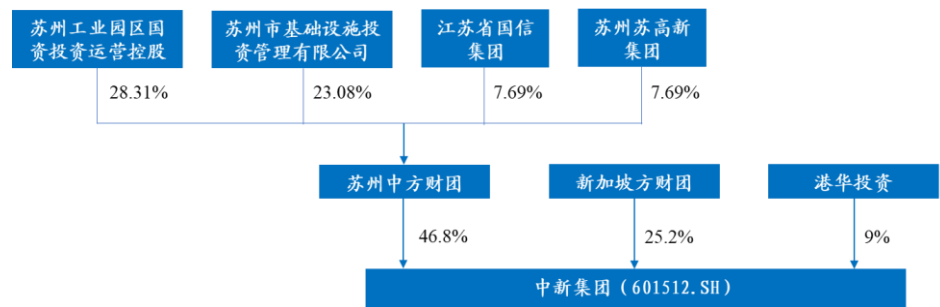 苏州工业园区国
资投资运营控股
苏州市基础设施投
资管理有限公司
江苏省国信
集团
苏州苏高新
集团
28.31%
23.08%
7.69%
7.69%
苏州中方财团
新加坡方财团
港华投资
46.8%
25.2%
9%
中新集团（601512.SH）